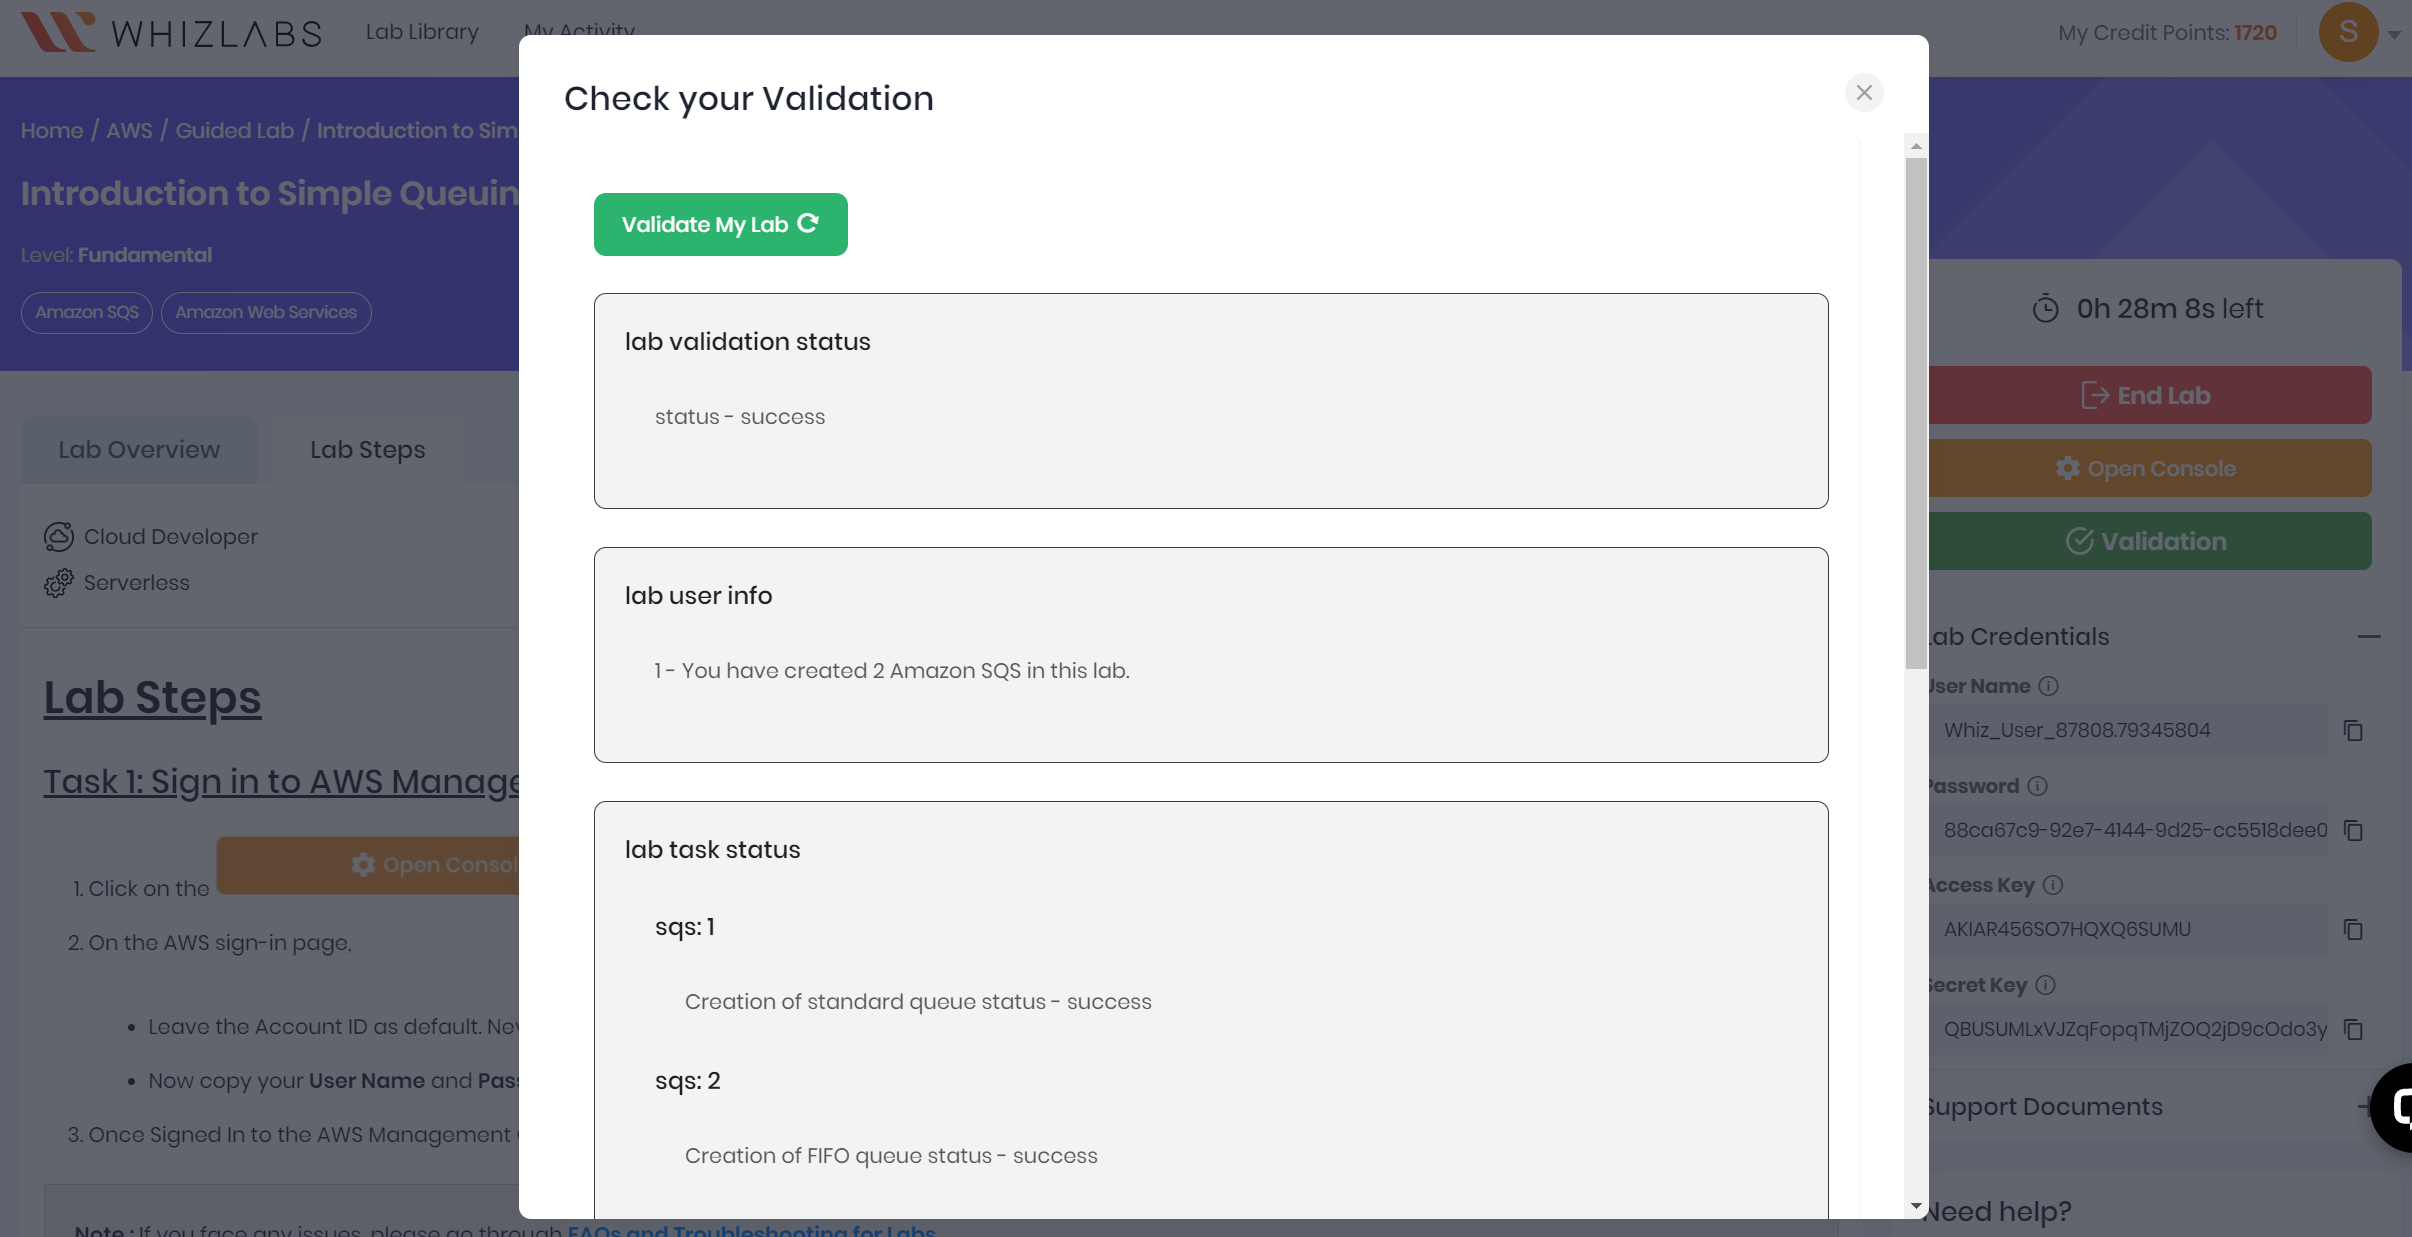 WHIZLABS
Lab Library
My Activity
My Credit Points: 1720
S
Home / AWS / Guided Lab / Introduction to Sim
Introduction to Simple Queuin
Level: Fundamental
Amazon SQS
Amazon Web Services
Lab Overview
Lab Steps
Cloud Developer
Serverless
Lab Steps
Task 1: Sign in to AWS Manage
1. Click on the
Open Consol
2. On the AWS sign-in page,
• Leave the Account ID as default. Nev
• Now copy your User Name and Pass
3. Once Signed In to the AWS Management
Note : If you face any issues, please go through FAQs and Troubleshooting for Labs
Check your Validation
Validate My Lab
lab validation status
status - success
lab user info
1 - You have created 2 Amazon SQS in this lab.
lab task status
sqs: 1
Creation of standard queue status - success
sqs: 2
Creation of FIFO queue status - success
0h 28m 8s left
End Lab
Open Console
Validation
Lab Credentials
User Name
Whiz_User_87808.79345804
Password
88ca67c9-92e7-4144-9d25-cc5518dee0
Access Key
AKIAR456SO7HQXQ6SUMU
Secret Key
QBUSUMLxVJZqFopqTMjZOQ2jD9cOdo3y
Support Documents
Need help?